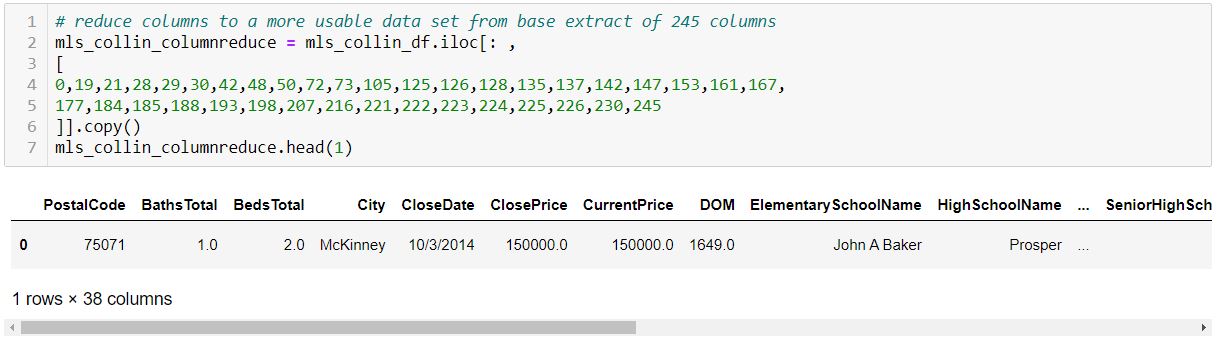 1 # reduce columns to a more usable data set from base extract of 245 columns
2 mls_collin_columnreduce = mls_collin_df.iloc[: ,
3 [
4 0,19,21,28,29,30,42,48,50,72,73,105,125,126,128,135,137,142,147,153,161,167,
5 177,184,185,188,193,198,207,216,221,222,223,224,225,226,230,245
6 ]].copy()
7 mls_collin_columnreduce.head(1)
PostalCode BathsTotal BedsTotal City CloseDate ClosePrice CurrentPrice DOM ElementarySchoolName HighSchoolName ... SeniorHighSch
0 75071 1.0 2.0 McKinney 10/3/2014 150000.0 150000.0 1649.0 John A Baker Prosper ...
1 rows × 38 columns